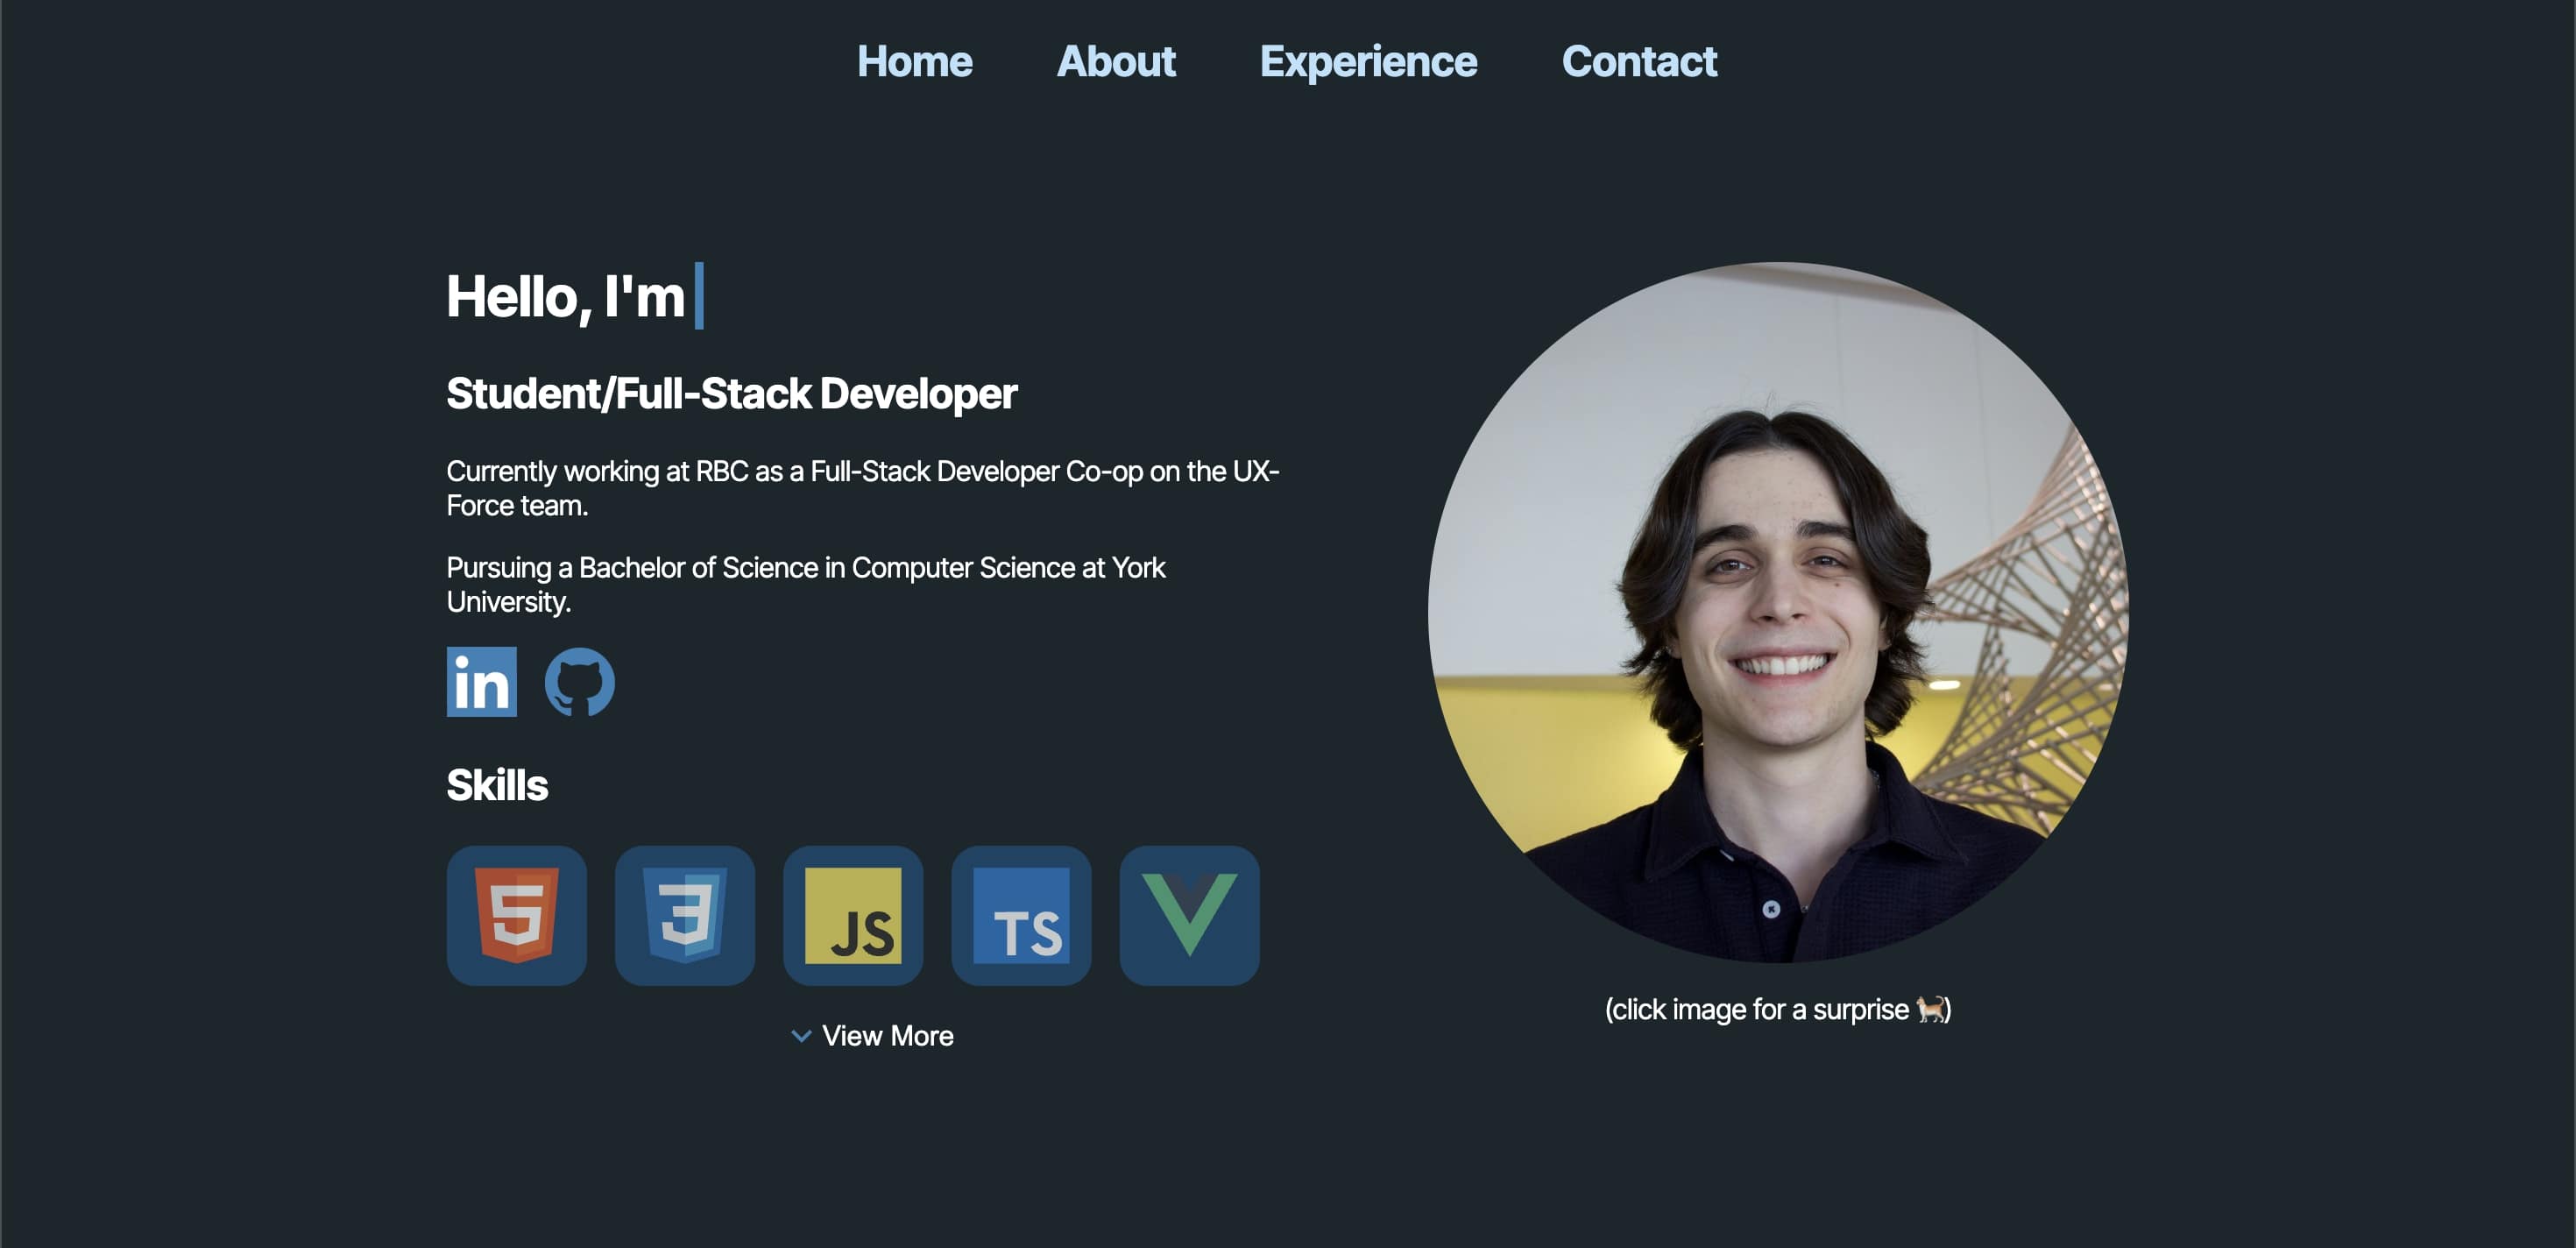 Home About Experience Contact
Hello, I'm
Student/Full-Stack Developer
Currently working at RBC as a Full-Stack Developer Co-op on the UX-
Force team.
Pursuing a Bachelor of Science in Computer Science at York
University.
in
Skills
5 3 JS TS
View More
(click image for a surprise 🐈)